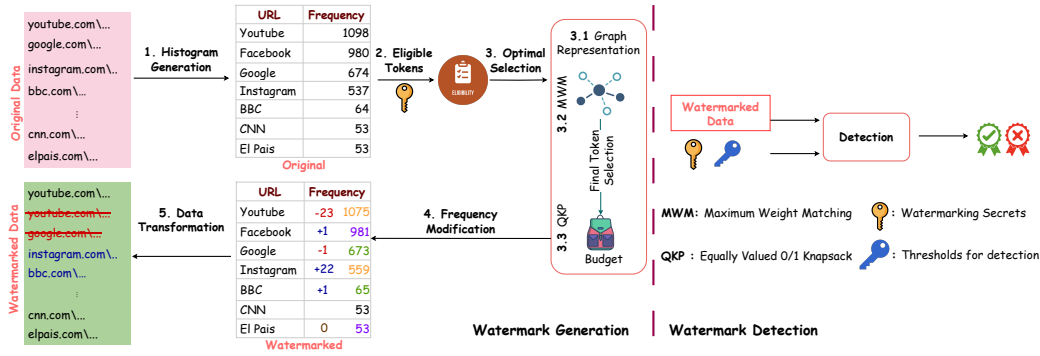 Original Data
youtube.com\...
google.com\...
instagram.com\..
bbc.com\...
⋮
cnn.com\...
elpais.com\...
1. Histogram
Generation
URL Frequency
Youtube 1098
Facebook 980
Google 674
Instagram 537
BBC 64
CNN 53
El Pais 53
Original
2. Eligible
Tokens
ELIGIBILITY
3. Optimal
Selection
3.1 Graph
Representation
3.2 MWM
Final Token
Selection
3.3 QKP
Budget
4. Frequency
Modification
URL Frequency
Youtube -23 1075
Facebook +1 981
Google -1 673
Instagram +22 559
BBC +1 65
CNN 53
El Pais 0 53
Watermarked
5. Data
Transformation
Watermarked Data
youtube.com\...
youtube.com\...
google.com\...
instagram.com\..
bbc.com\...
⋮
cnn.com\...
elpais.com\...
Watermark Generation
Watermarked
Data
Detection
MWM: Maximum Weight Matching
: Watermarking Secrets
QKP : Equally Valued 0/1 Knapsack
: Thresholds for detection
Watermark Detection